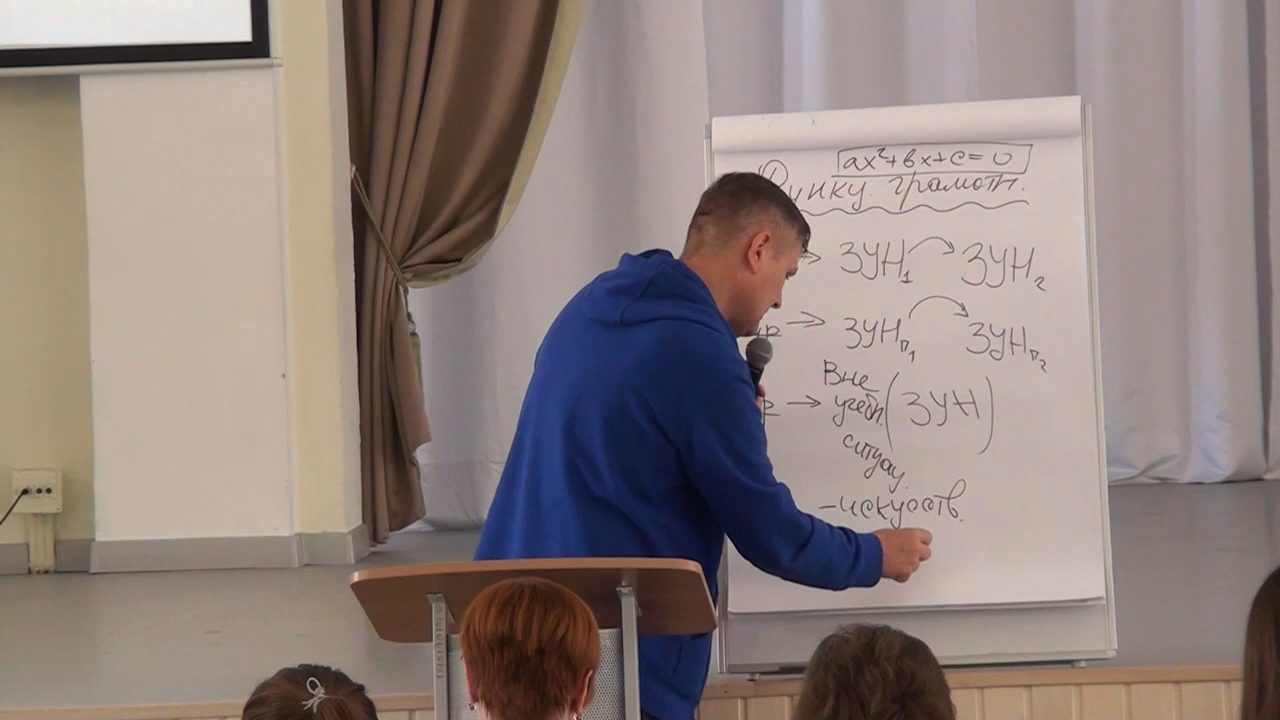 ax²+вx+c=0
Функц. грамотн.
→ ЗУН₁ ЗУН₂
→ ЗУНп₁ ЗУНп₂
→ Вне
учебн. (ЗУН)
ситуац.
-искусств.